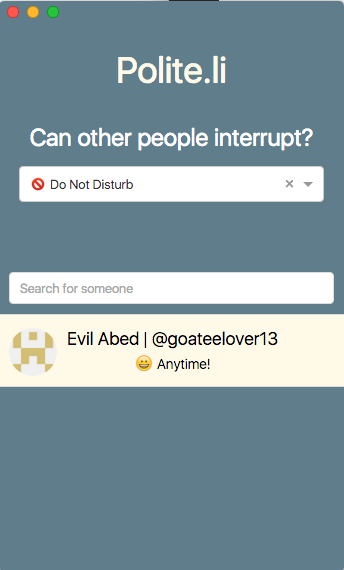 Polite.li
Can other people interrupt?
🚫 Do Not Disturb
Search for someone
Evil Abed | @goateelover13
😀 Anytime!